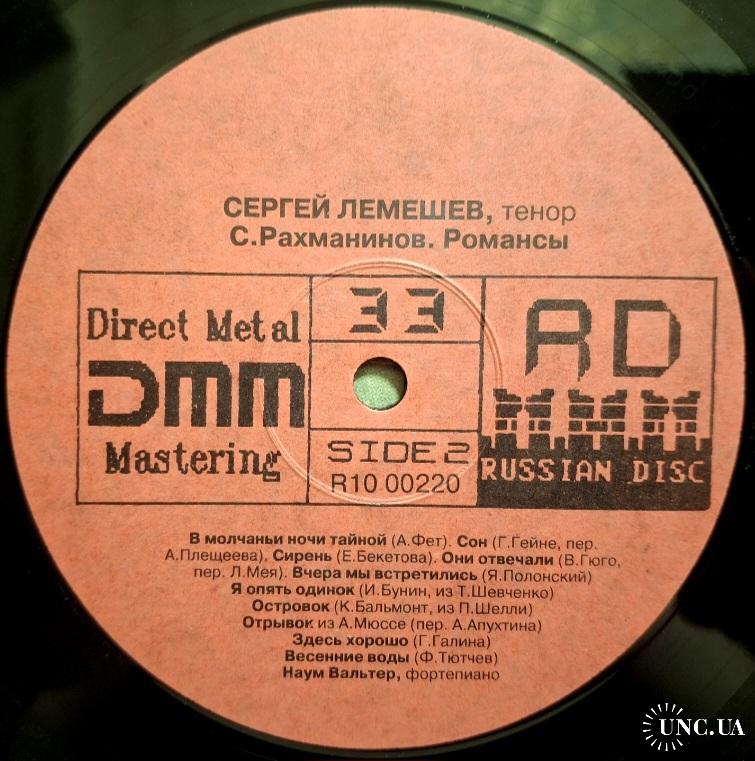 СЕРГЕЙ ЛЕМЕШЕВ, тенор
С.Рахманинов. Романсы
Direct Metal
DMM
Mastering
33
SIDE 2
R10 00220
RD
RUSSIAN DISC
В молчаньи ночи тайной (А.Фет). Сон (Г.Гейне, пер.
А.Плещеева). Сирень (Е.Бекетова). Они отвечали (В.Гюго,
пер. Л.Мея). Вчера мы встретились (Я.Полонский)
Я опять одинок (И.Бунин, из Т.Шевченко)
Островок (К.Бальмонт, из П.Шелли)
Отрывок из А.Мюссе (пер. А.Апухтина)
Здесь хорошо (Г.Галина)
Весенние воды (Ф.Тютчев)
Наум Вальтер, фортепиано
UNC.UA